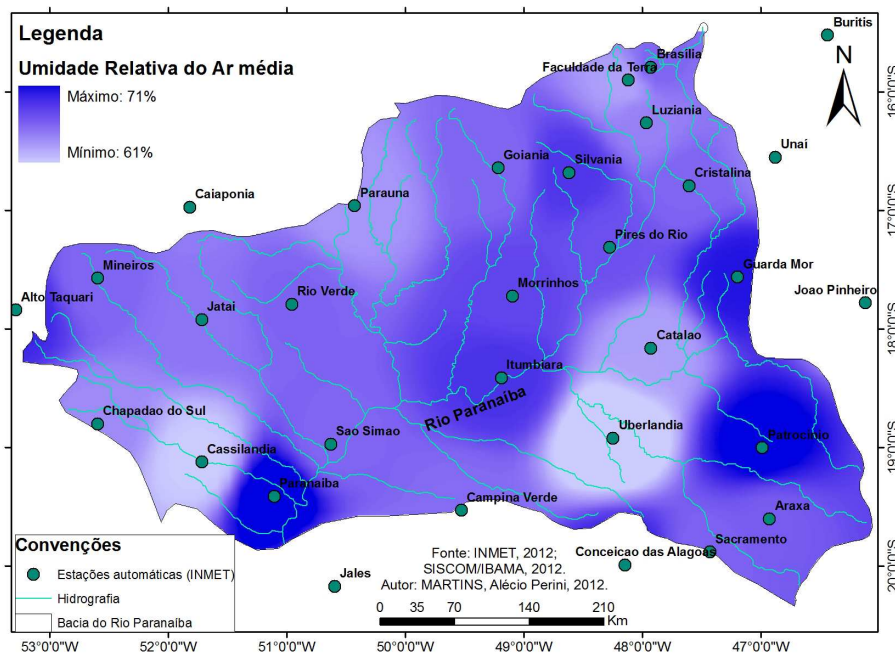 Legenda
Umidade Relativa do Ar média
Máximo: 71%
Mínimo: 61%
Buritis
N
Brasília
Faculdade da Terra
Luziania
Unaí
Goiania
Silvania
Cristalina
Caiaponia
Parauna
Pires do Rio
Mineiros
Guarda Mor
Alto Taquari
Rio Verde
Morrinhos
Joao Pinheiro
Jatai
Catalao
Itumbiara
Rio Paranaíba
Chapadao do Sul
Sao Simao
Uberlandia
Patrocinio
Cassilandia
Paranaiba
Campina Verde
Araxa
Sacramento
Conceicao das Alagoas
Jales
Convenções
Estações automáticas (INMET)
Hidrografia
Bacia do Rio Paranaíba
Fonte: INMET, 2012;
SISCOM/IBAMA, 2012.
Autor: MARTINS, Alécio Perini, 2012.
0 35 70 140 210
Km
16°0'0"S
17°0'0"S
18°0'0"S
19°0'0"S
20°0'0"S
53°0'0"W 52°0'0"W 51°0'0"W 50°0'0"W 49°0'0"W 48°0'0"W 47°0'0"W